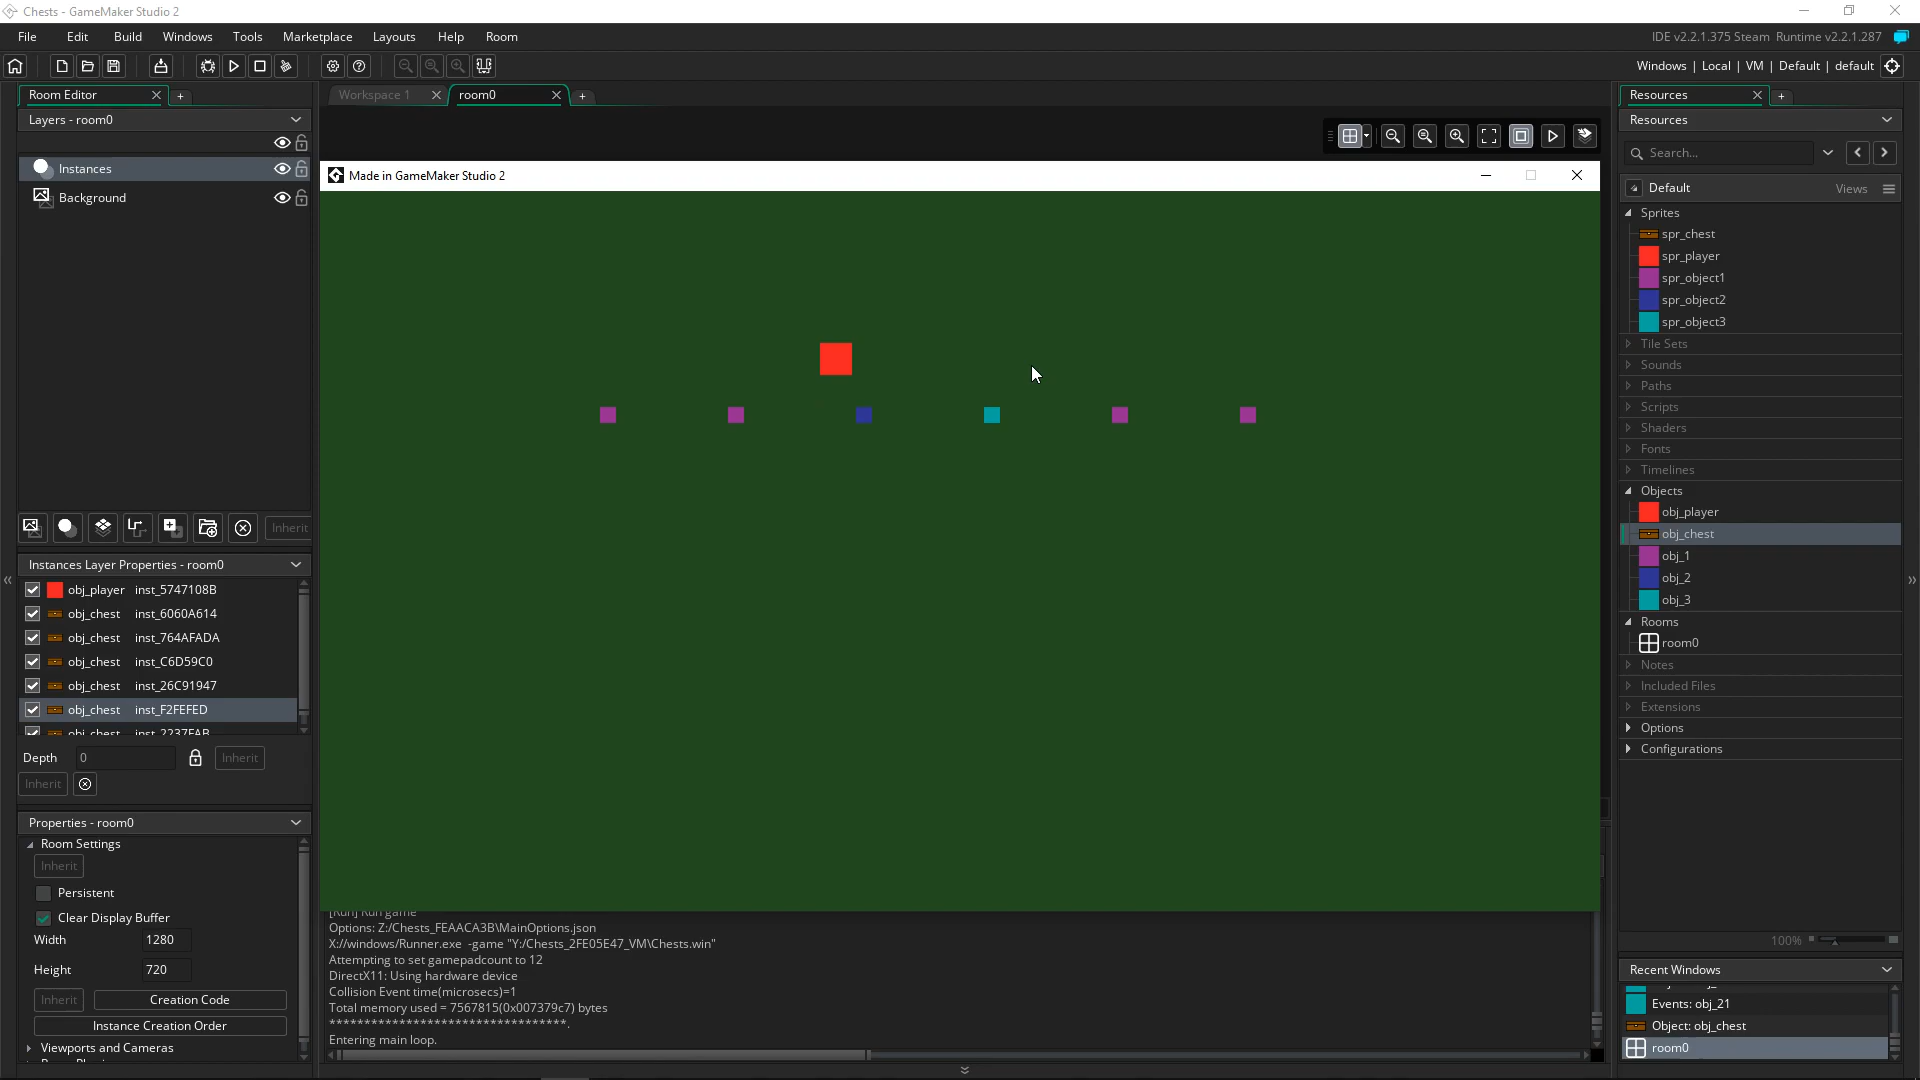 Chests - GameMaker Studio 2
File Edit Build Windows Tools Marketplace Layouts Help Room
IDE v2.2.1.375 Steam Runtime v2.2.1.287
Windows | Local | VM | Default | default
Room Editor
Workspace 1
room0
Resources
Layers - room0
Resources
Search...
Instances
Background
Made in GameMaker Studio 2
Default
Views
Sprites
spr_chest
spr_player
spr_object1
spr_object2
spr_object3
Tile Sets
Sounds
Paths
Scripts
Shaders
Fonts
Timelines
Objects
obj_player
obj_chest
obj_1
obj_2
obj_3
Rooms
room0
Notes
Included Files
Extensions
Options
Configurations
100%
Inherit
Instances Layer Properties - room0
obj_player inst_5747108B
obj_chest inst_6060A614
obj_chest inst_764AFADA
obj_chest inst_C6D59C0
obj_chest inst_26C91947
obj_chest inst_F2FEFED
obj_chest inst_2237FAB
Depth 0 Inherit
Inherit
Properties - room0
Room Settings
Inherit
Persistent
Clear Display Buffer
Width 1280
Height 720
Inherit Creation Code
Instance Creation Order
Viewports and Cameras
[Run] Run game
Options: Z:/Chests_FEAACA3B\MainOptions.json
X://windows/Runner.exe -game "Y:/Chests_2FE05E47_VM\Chests.win"
Attempting to set gamepadcount to 12
DirectX11: Using hardware device
Collision Event time(microsecs)=1
Total memory used = 7567815(0x007379c7) bytes
**********************************.
Entering main loop.
Recent Windows
Events: obj_21
Object: obj_chest
room0